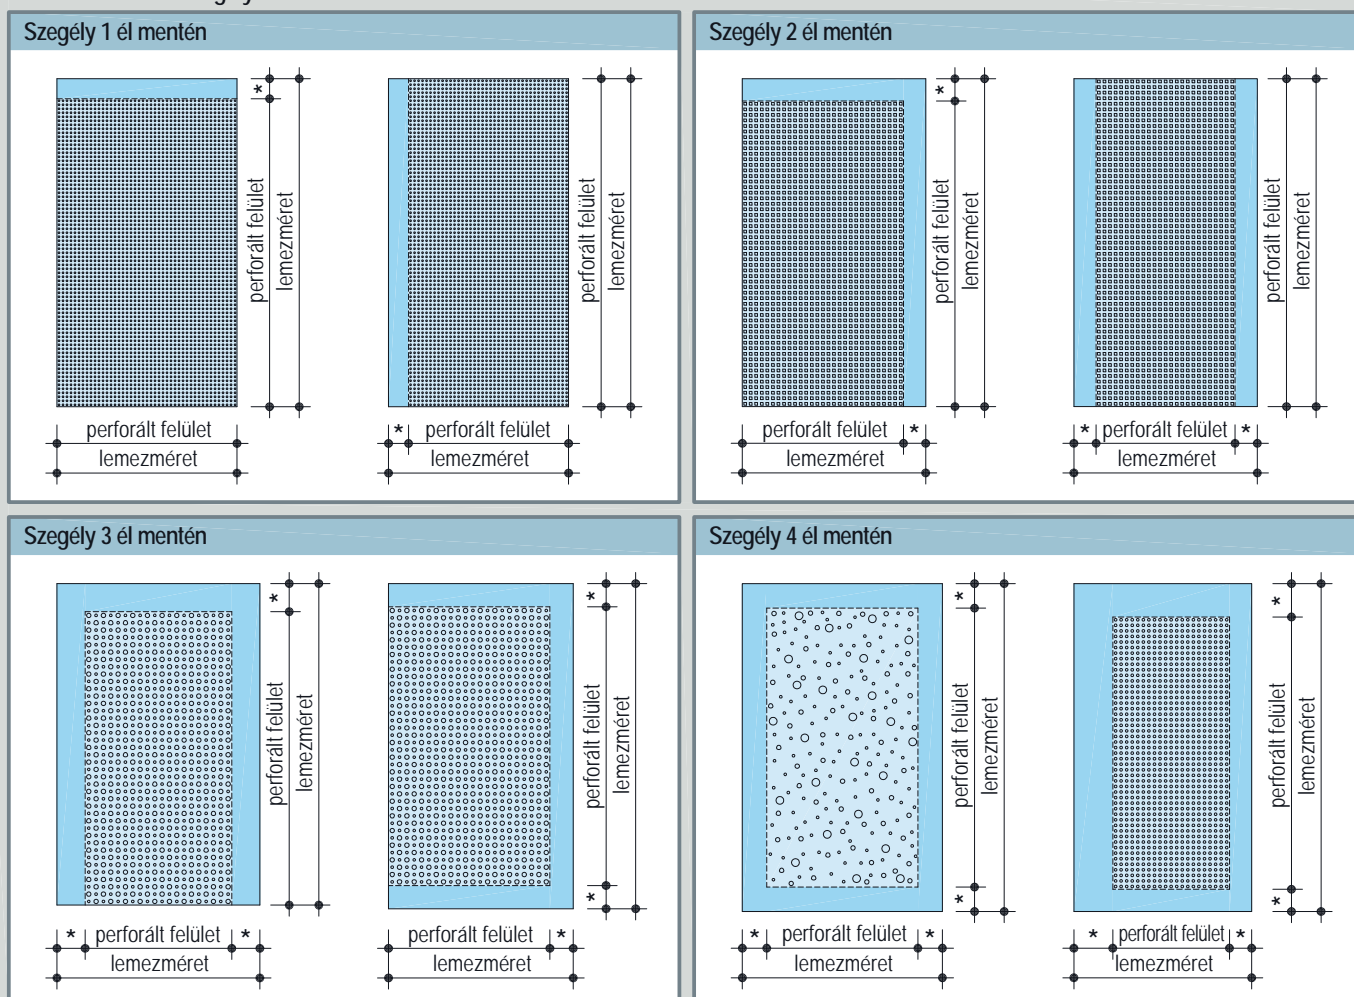 Szegély 1 él mentén
*
perforált felület
lemezméret
perforált felület
lemezméret
perforált felület
lemezméret
* perforált felület
lemezméret
Szegély 2 él mentén
*
perforált felület
lemezméret
perforált felület
lemezméret
perforált felület *
lemezméret
* perforált felület *
lemezméret
Szegély 3 él mentén
*
perforált felület
lemezméret
*
perforált felület
lemezméret
*
* perforált felület *
lemezméret
perforált felület *
lemezméret
Szegély 4 él mentén
*
perforált felület
lemezméret
*
*
perforált felület
lemezméret
*
* perforált felület *
lemezméret
* perforált felület *
lemezméret